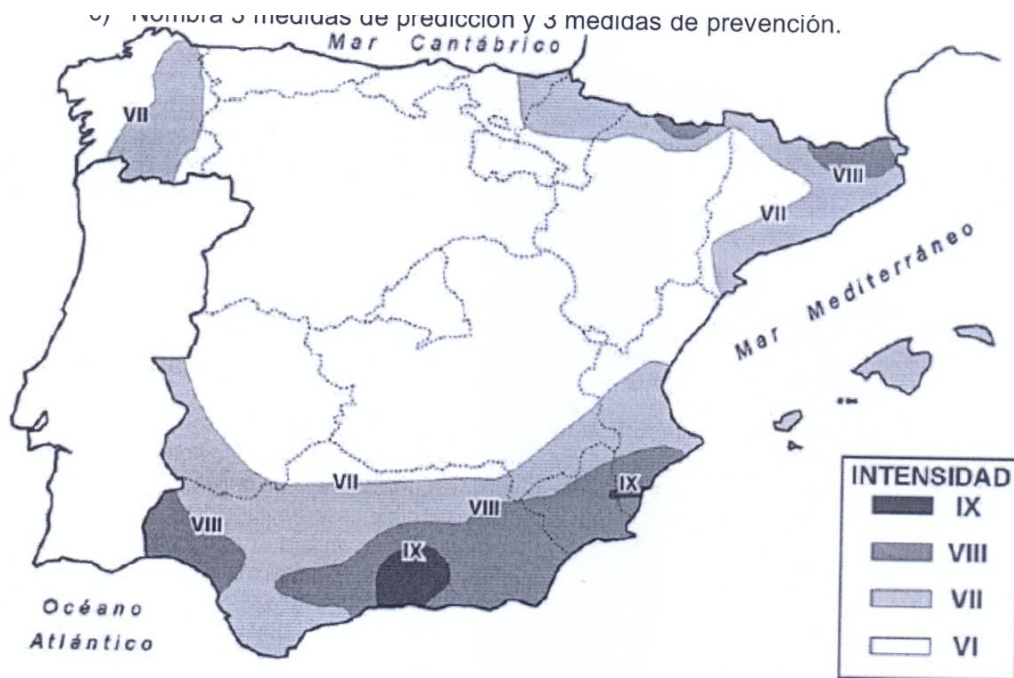 Nombra 3 medidas de predicción y 3 medidas de prevención.
Mar Cantábrico
VII
VIII
VII
Mar Mediterráneo
VII
VIII
VIII
IX
IX
Océano
Atlántico
INTENSIDAD
IX
VIII
VII
VI